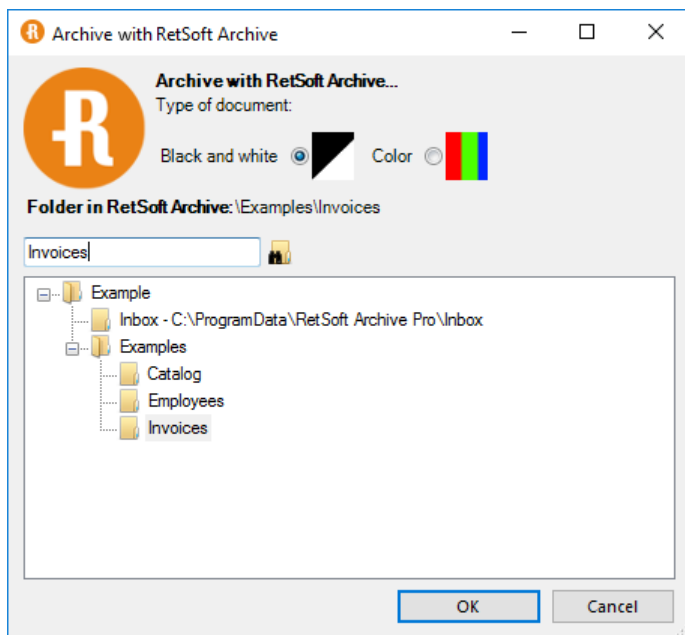 Archive with RetSoft Archive
Archive with RetSoft Archive...
Type of document:
Black and white Color
Folder in RetSoft Archive:\Examples\Invoices
Invoices
Example
Inbox - C:\ProgramData\RetSoft Archive Pro\Inbox
Examples
Catalog
Employees
Invoices
OK Cancel